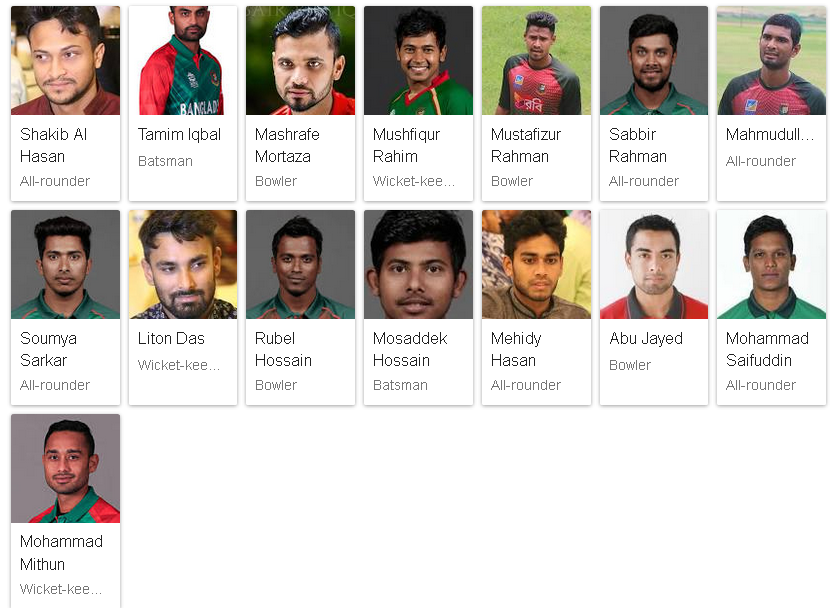 BANGLAD
রবি
Shakib Al
Hasan
All-rounder
Tamim Iqbal
Batsman
Mashrafe
Mortaza
Bowler
Mushfiqur
Rahim
Wicket-kee...
Mustafizur
Rahman
Bowler
Sabbir
Rahman
All-rounder
Mahmudull...
All-rounder
Soumya
Sarkar
All-rounder
Liton Das
Wicket-kee...
Rubel
Hossain
Bowler
Mosaddek
Hossain
Batsman
Mehidy
Hasan
All-rounder
Abu Jayed
Bowler
Mohammad
Saifuddin
All-rounder
Mohammad
Mithun
Wicket-kee...